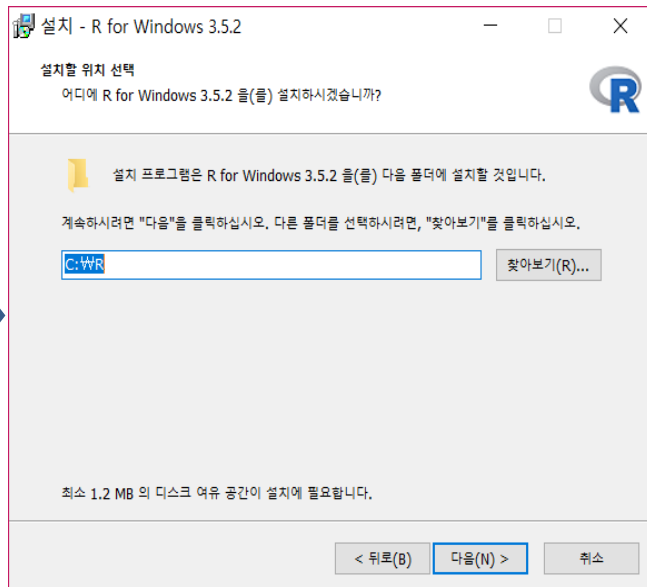 설치 - R for Windows 3.5.2
설치할 위치 선택
어디에 R for Windows 3.5.2 을(를) 설치하시겠습니까?
R
설치 프로그램은 R for Windows 3.5.2 을(를) 다음 폴더에 설치할 것입니다.
계속하시려면 "다음"을 클릭하십시오. 다른 폴더를 선택하시려면, "찾아보기"를 클릭하십시오.
C:₩R
찾아보기(R)...
최소 1.2 MB 의 디스크 여유 공간이 설치에 필요합니다.
< 뒤로(B) 다음(N) > 취소